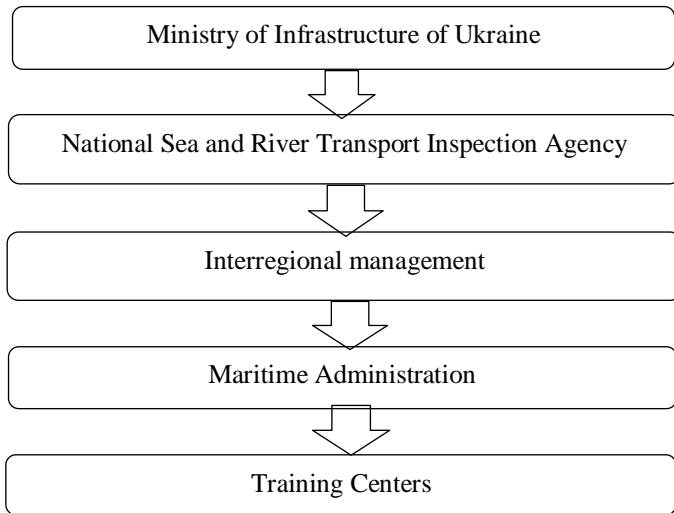 Ministry of Infrastructure of Ukraine
National Sea and River Transport Inspection Agency
Interregional management
Maritime Administration
Training Centers